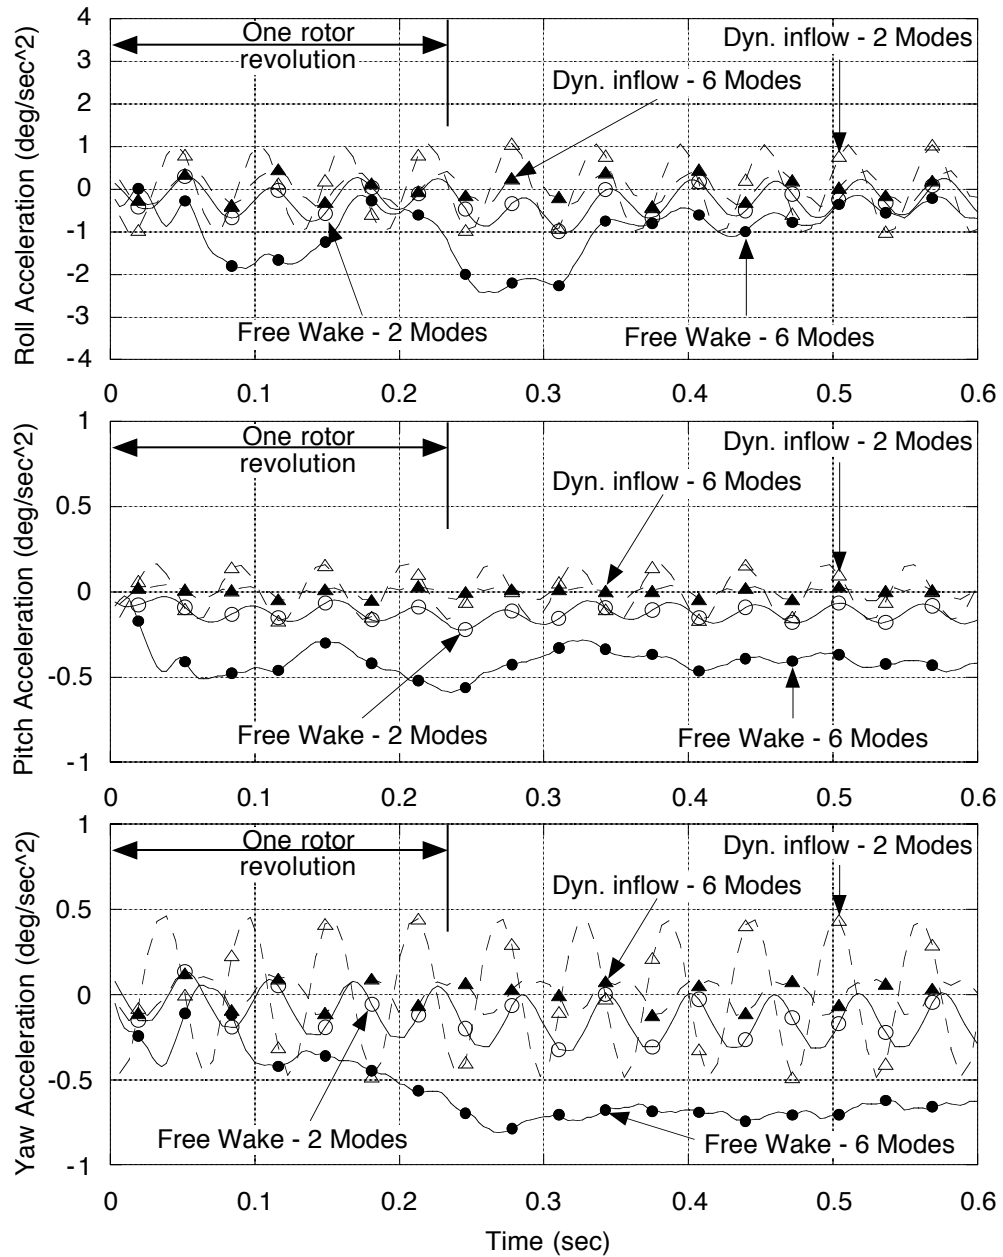 Roll Acceleration (deg/sec^2)
4
3
2
1
0
-1
-2
-3
-4
One rotor
revolution
Dyn. inflow - 2 Modes
Dyn. inflow - 6 Modes
Free Wake - 2 Modes
Free Wake - 6 Modes
0 0.1 0.2 0.3 0.4 0.5 0.6
Pitch Acceleration (deg/sec^2)
1
0.5
0
-0.5
-1
One rotor
revolution
Dyn. inflow - 2 Modes
Dyn. inflow - 6 Modes
Free Wake - 2 Modes
Free Wake - 6 Modes
0 0.1 0.2 0.3 0.4 0.5 0.6
Yaw Acceleration (deg/sec^2)
1
0.5
0
-0.5
-1
One rotor
revolution
Dyn. inflow - 2 Modes
Dyn. inflow - 6 Modes
Free Wake - 2 Modes
Free Wake - 6 Modes
0 0.1 0.2 0.3 0.4 0.5 0.6
Time (sec)